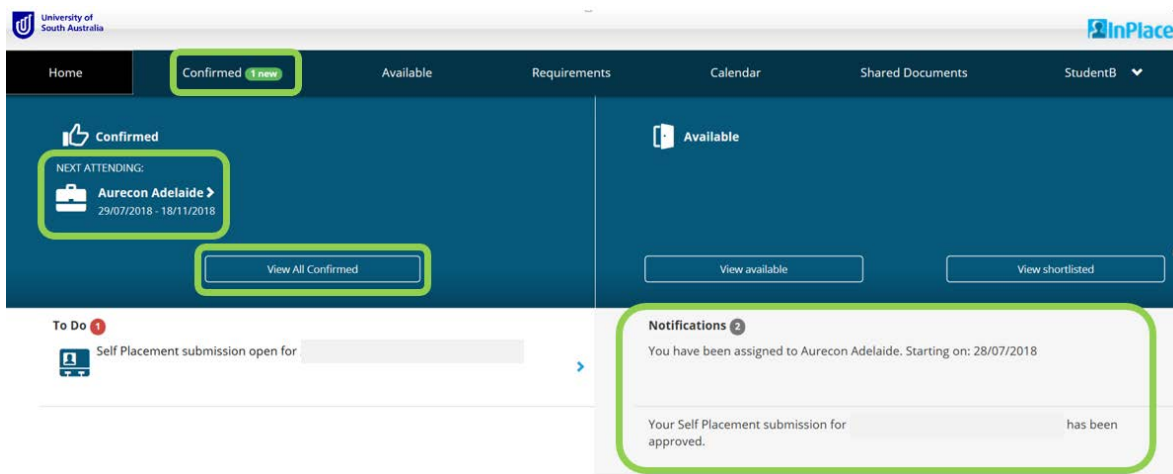 University of
South Australia
InPlace
Home
Confirmed 1 new
Available
Requirements
Calendar
Shared Documents
StudentB
Confirmed
NEXT ATTENDING:
Aurecon Adelaide
29/07/2018 - 18/11/2018
View All Confirmed
Available
View available
View shortlisted
To Do 1
Self Placement submission open for
Notifications 2
You have been assigned to Aurecon Adelaide. Starting on: 28/07/2018
Your Self Placement submission for has been
approved.